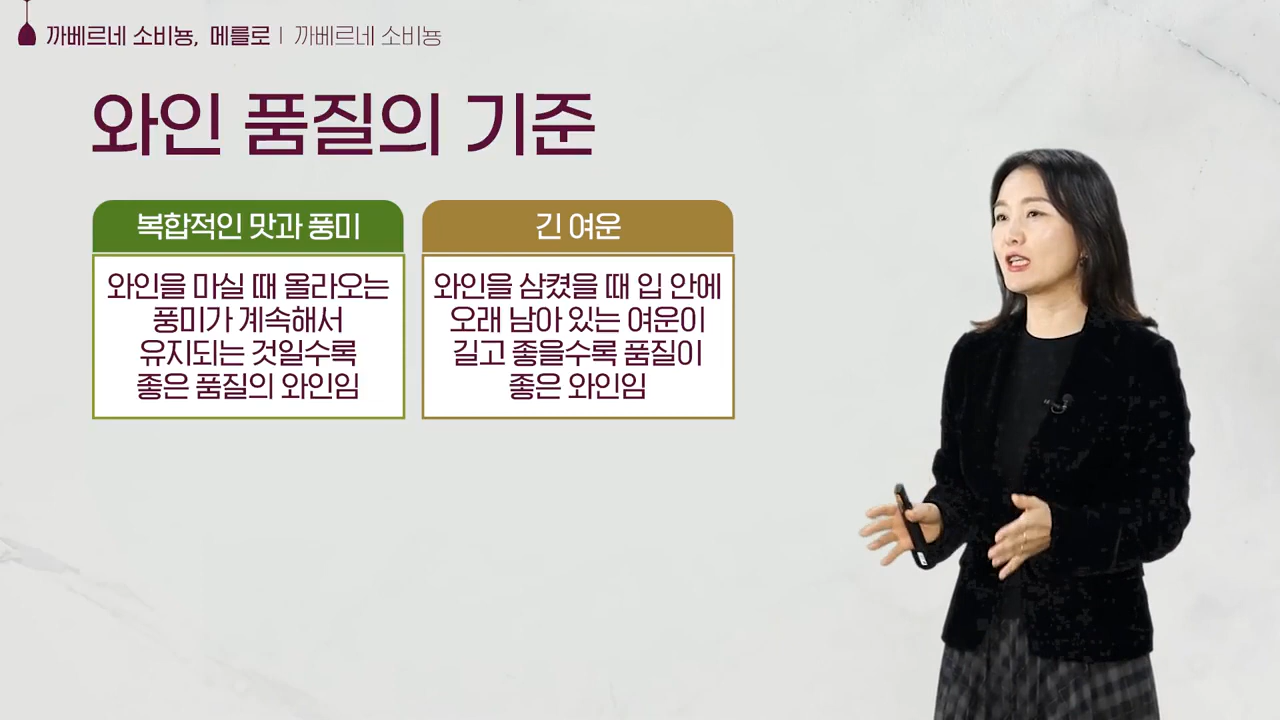 까베르네 소비뇽, 메를로 | 까베르네 소비뇽
와인 품질의 기준
복합적인 맛과 풍미
와인을 마실 때 올라오는
풍미가 계속해서
유지되는 것일수록
좋은 품질의 와인임
긴 여운
와인을 삼켰을 때 입 안에
오래 남아 있는 여운이
길고 좋을수록 품질이
좋은 와인임